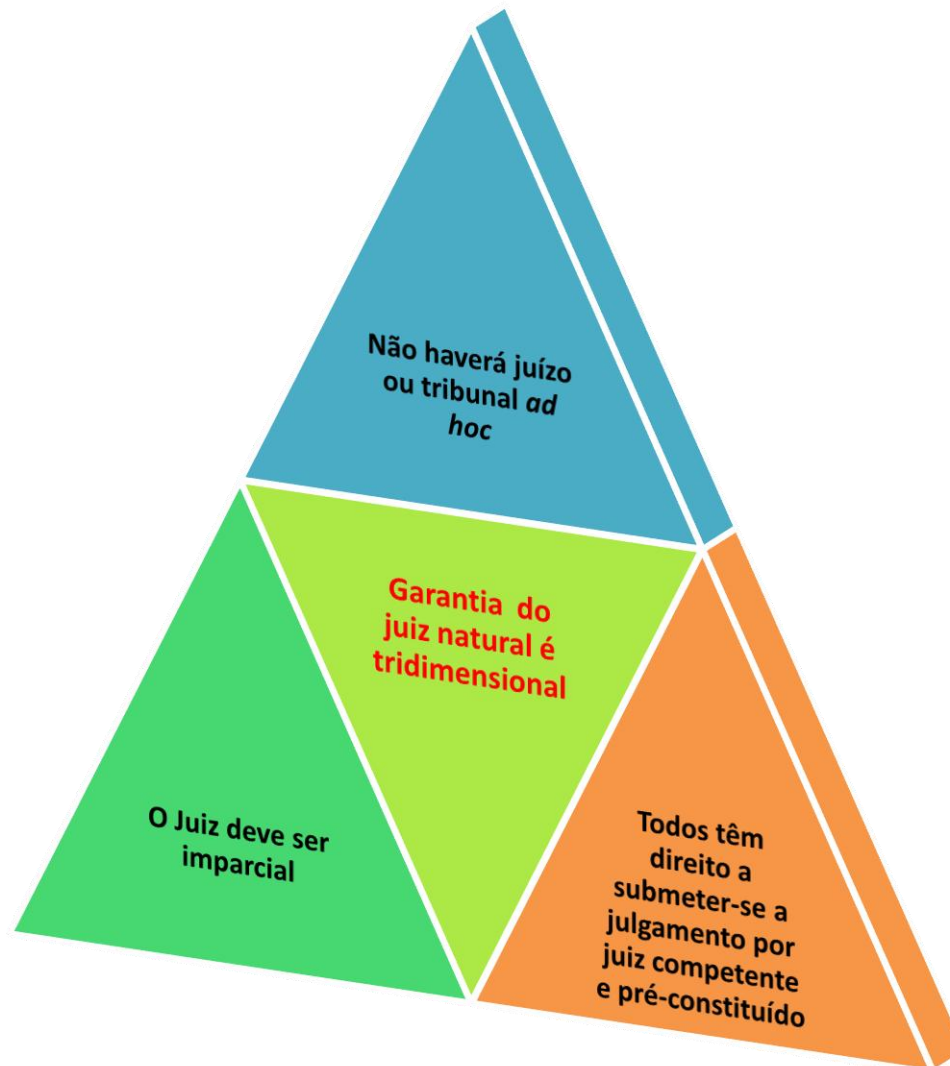 Não haverá juízo
ou tribunal ad
hoc
Garantia do
juiz natural é
tridimensional
O Juiz deve ser
imparcial
Todos têm
direito a
submeter-se a
julgamento por
juiz competente
e pré-constituído